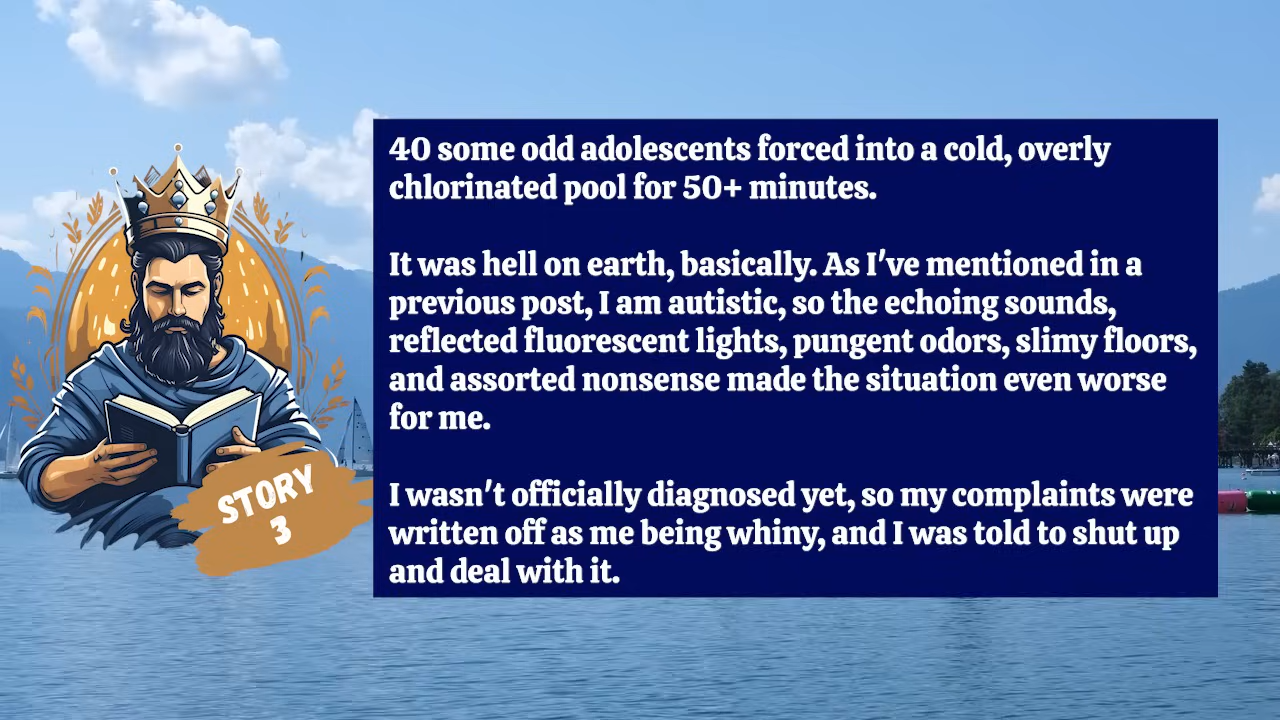 40 some odd adolescents forced into a cold, overly
chlorinated pool for 50+ minutes.
It was hell on earth, basically. As I've mentioned in a
previous post, I am autistic, so the echoing sounds,
reflected fluorescent lights, pungent odors, slimy floors,
and assorted nonsense made the situation even worse
for me.
I wasn't officially diagnosed yet, so my complaints were
written off as me being whiny, and I was told to shut up
and deal with it.
STORY
3